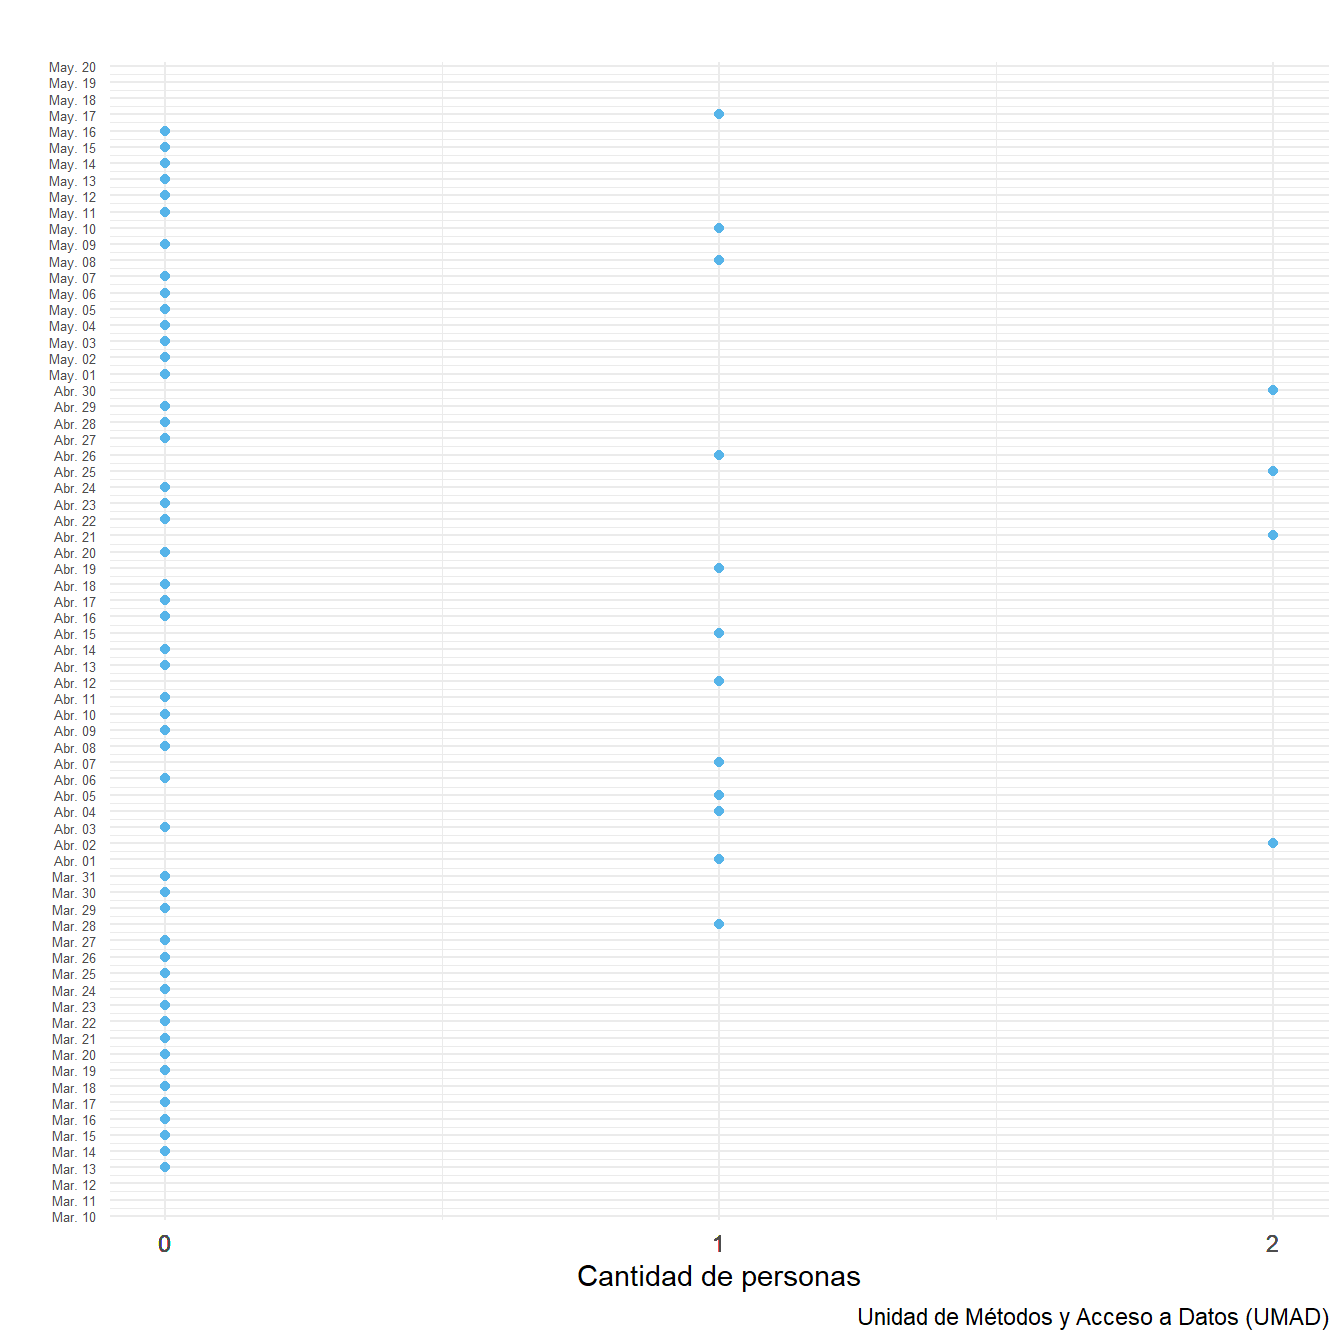 May. 20
May. 19
May. 18
May. 17
May. 16
May. 15
May. 14
May. 13
May. 12
May. 11
May. 10
May. 09
May. 08
May. 07
May. 06
May. 05
May. 04
May. 03
May. 02
May. 01
Abr. 30
Abr. 29
Abr. 28
Abr. 27
Abr. 26
Abr. 25
Abr. 24
Abr. 23
Abr. 22
Abr. 21
Abr. 20
Abr. 19
Abr. 18
Abr. 17
Abr. 16
Abr. 15
Abr. 14
Abr. 13
Abr. 12
Abr. 11
Abr. 10
Abr. 09
Abr. 08
Abr. 07
Abr. 06
Abr. 05
Abr. 04
Abr. 03
Abr. 02
Abr. 01
Mar. 31
Mar. 30
Mar. 29
Mar. 28
Mar. 27
Mar. 26
Mar. 25
Mar. 24
Mar. 23
Mar. 22
Mar. 21
Mar. 20
Mar. 19
Mar. 18
Mar. 17
Mar. 16
Mar. 15
Mar. 14
Mar. 13
Mar. 12
Mar. 11
Mar. 10
0 1 2
Cantidad de personas
Unidad de Métodos y Acceso a Datos (UMAD)